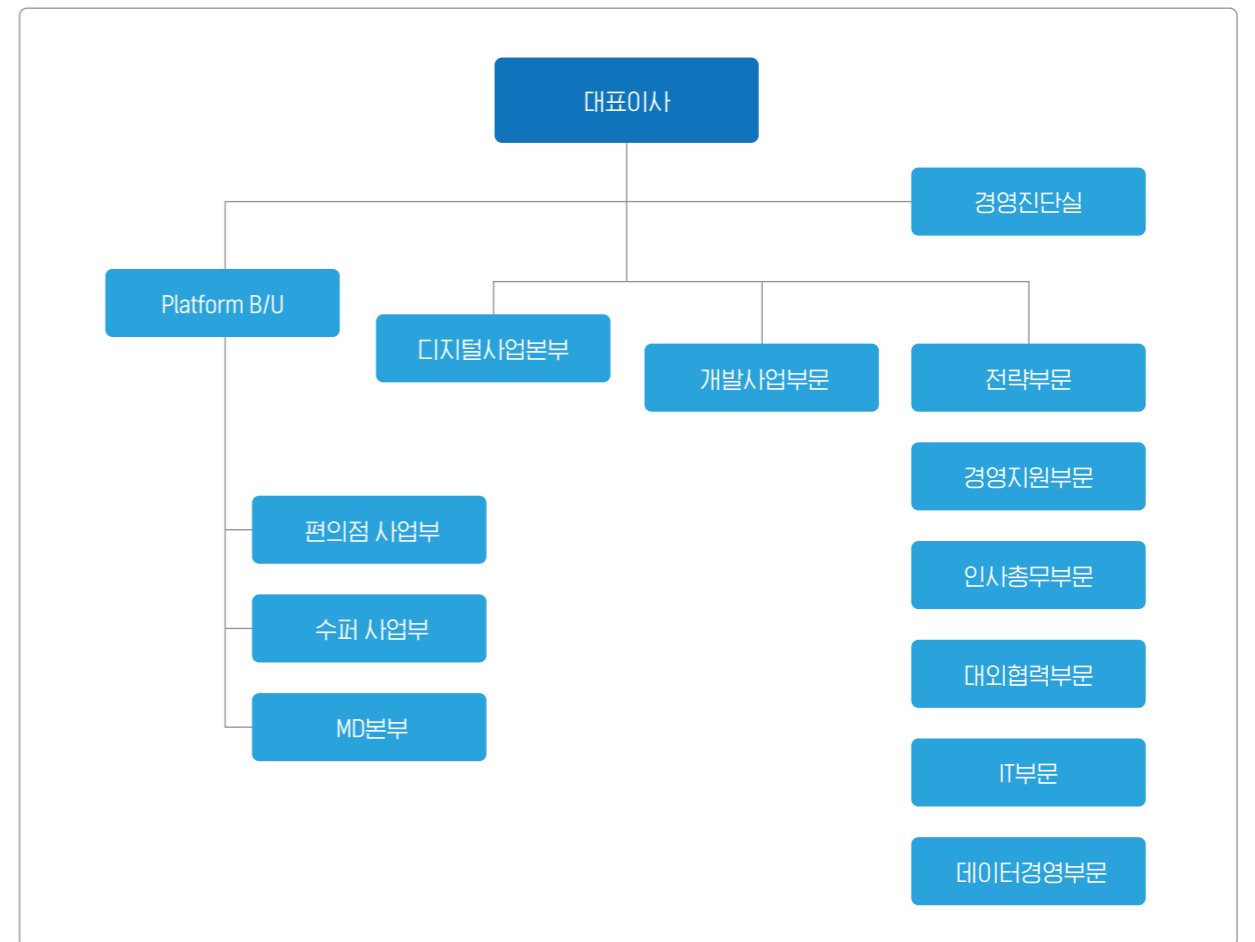 대표이사
경영진단실
Platform B/U
디지털사업본부
개발사업부문
전략부문
경영지원부문
편의점 사업부
인사총무부문
수퍼 사업부
대외협력부문
MD본부
IT부문
데이터경영부문